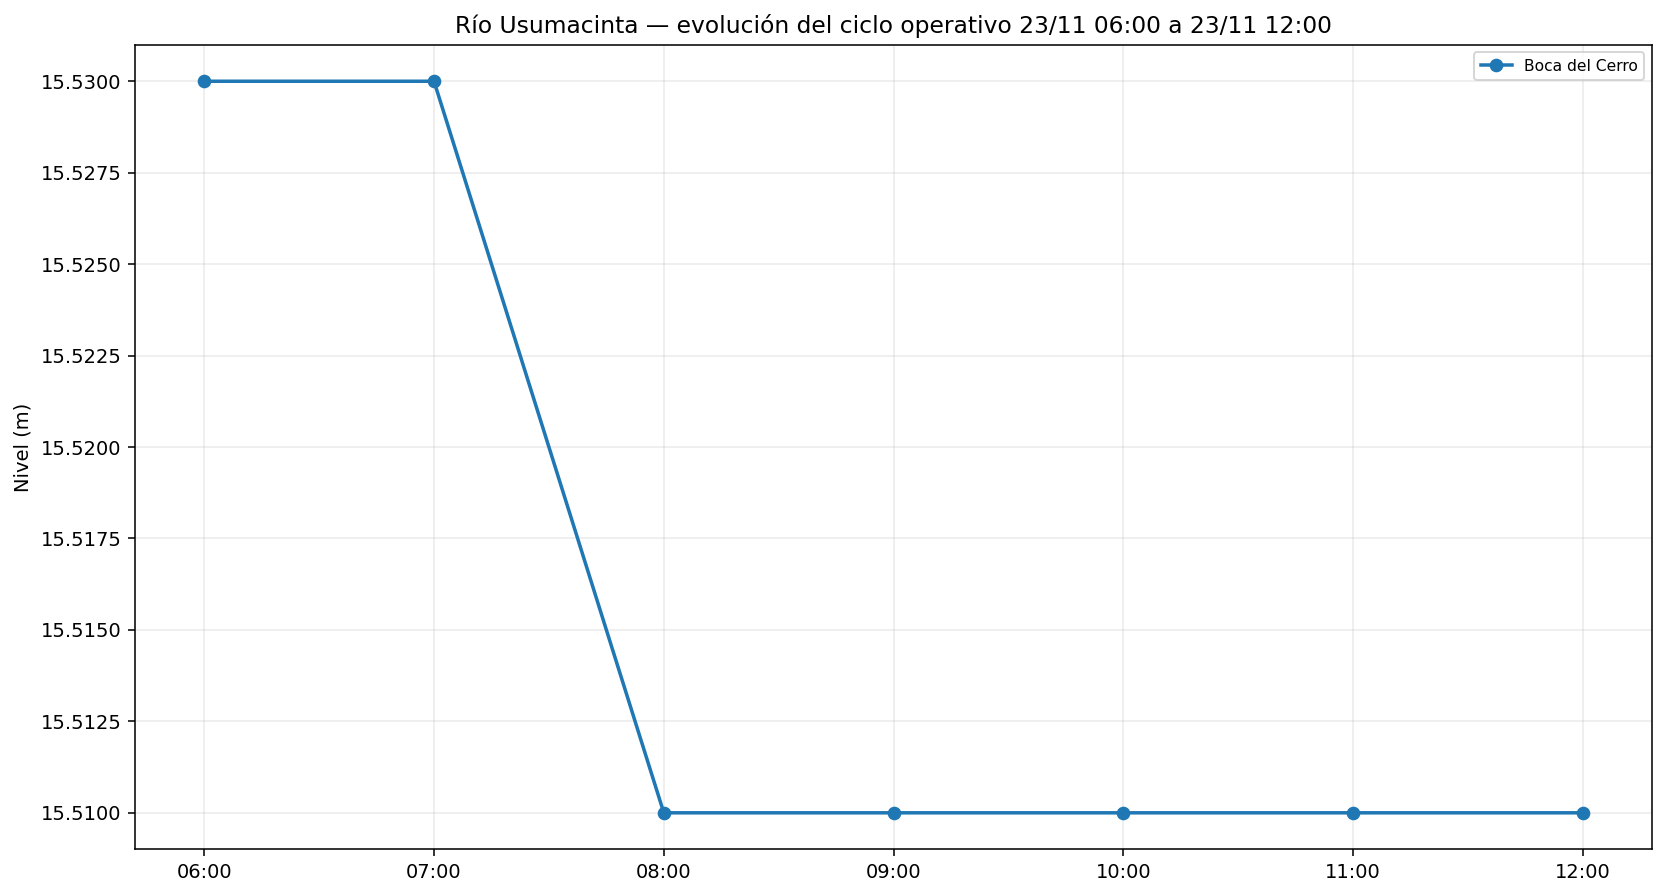 Río Usumacinta — evolución del ciclo operativo 23/11 06:00 a 23/11 12:00
Boca del Cerro
Nivel (m)
15.5300
15.5275
15.5250
15.5225
15.5200
15.5175
15.5150
15.5125
15.5100
06:00 07:00 08:00 09:00 10:00 11:00 12:00